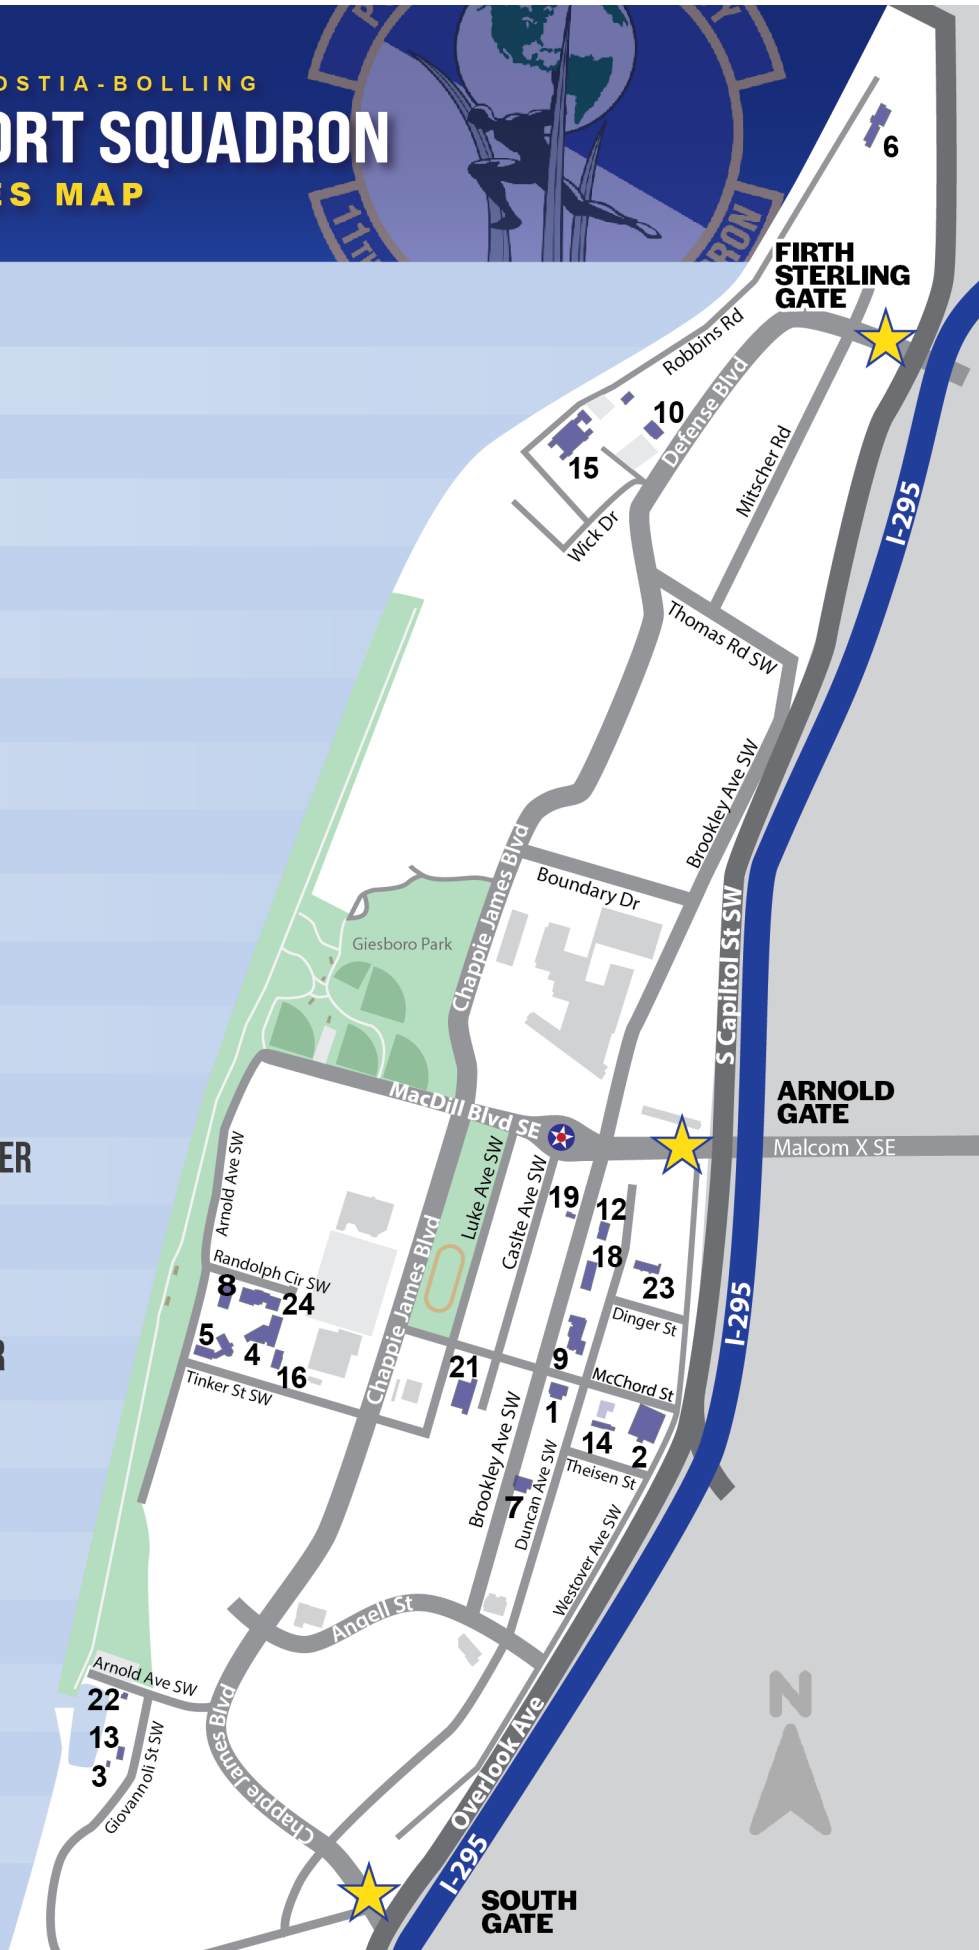 OSTIA-BOLLING
ORT SQUADRON
ES MAP
11TH
RON
6
FIRTH
STERLING
GATE
Robbins Rd
10
Defense Blvd
15
Mitscher Rd
I-295
Wick Dr
Thomas Rd SW
Brookley Ave SW
Chappie James Blvd
Boundary Dr
Giesboro Park
S Capiltol St SW
MacDill Blvd SE
ARNOLD
GATE
Malcom X SE
ER
Arnold Ave SW
Luke Ave SW
Caslte Ave SW
19
12
18
23
Randolph Cir SW
8
24
Chappie James Blvd
Dinger St
I-295
5
4
16
R
9
21
McChord St
Tinker St SW
1
14
2
Brookley Ave SW
Duncan Ave SW
Theisen St
7
Westover Ave SW
Angell St
Arnold Ave SW
22
13
3
Giovannoli St SW
Chappie James Blvd
Overlook Ave
N
I-295
SOUTH
GATE